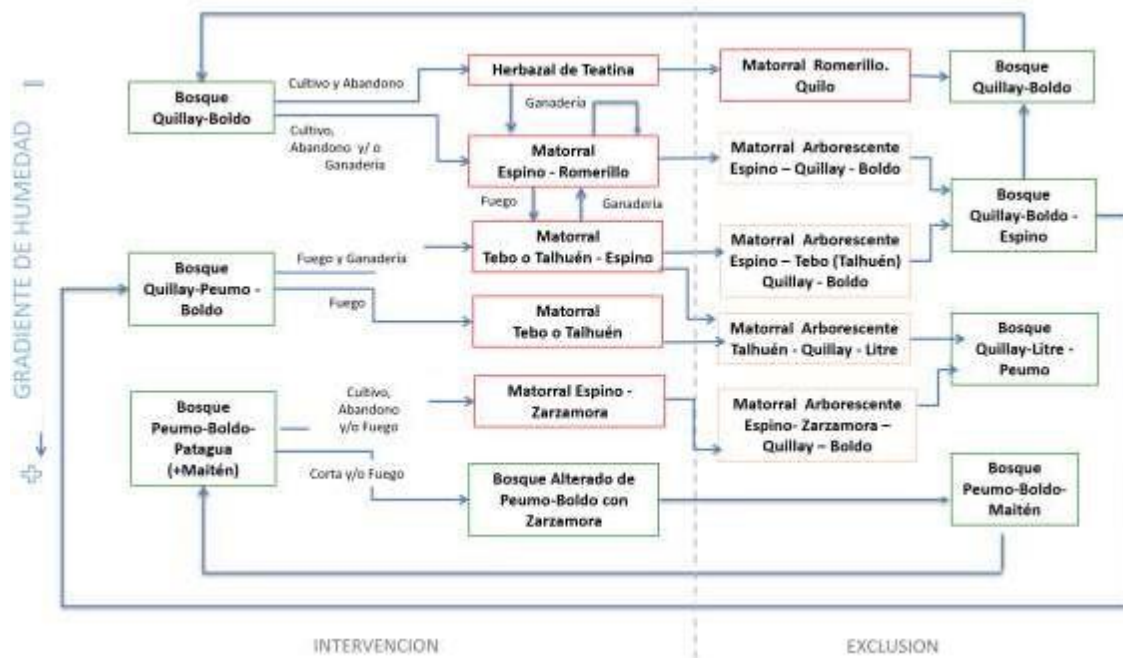 GRADIENTE DE HUMEDAD
Bosque
Quillay-Boldo
Cultivo y Abandono
Cultivo,
Abandono y/ o
Ganadería
Herbazal de Teatina
Ganadería
Matorral
Espino - Romerillo
Fuego
Ganadería
Matorral Romerillo.
Quilo
Bosque
Quillay-Boldo
Matorral Arborescente
Espino – Quillay - Boldo
Bosque
Quillay-Boldo -
Espino
Bosque
Quillay-Peumo -
Boldo
Fuego y Ganadería
Fuego
Matorral
Tebo o Talhuén - Espino
Matorral
Tebo o Talhuén
Matorral Arborescente
Espino – Tebo (Talhuén)
Quillay - Boldo
Matorral Arborescente
Talhuén - Quillay - Litre
Bosque
Quillay-Litre -
Peumo
Bosque
Peumo-Boldo-
Patagua
(+Maitén)
Cultivo,
Abandono
y/o Fuego
Corta y/o Fuego
Matorral Espino -
Zarzamora
Bosque Alterado de
Peumo-Boldo con
Zarzamora
Matorral Arborescente
Espino- Zarzamora –
Quillay – Boldo
Bosque
Peumo-Boldo-
Maitén
INTERVENCION
EXCLUSION